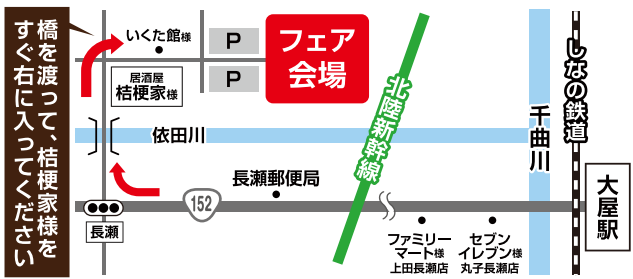 橋を渡って、桔梗家様を
すぐ右に入ってください
いくた館様
P
P
フェア
会場
居酒屋
桔梗家様
依田川
長瀬郵便局
152
長瀬
北陸新幹線
ファミリー
マート様
上田長瀬店
セブン
イレブン様
丸子長瀬店
千曲川
しなの鉄道
大屋駅